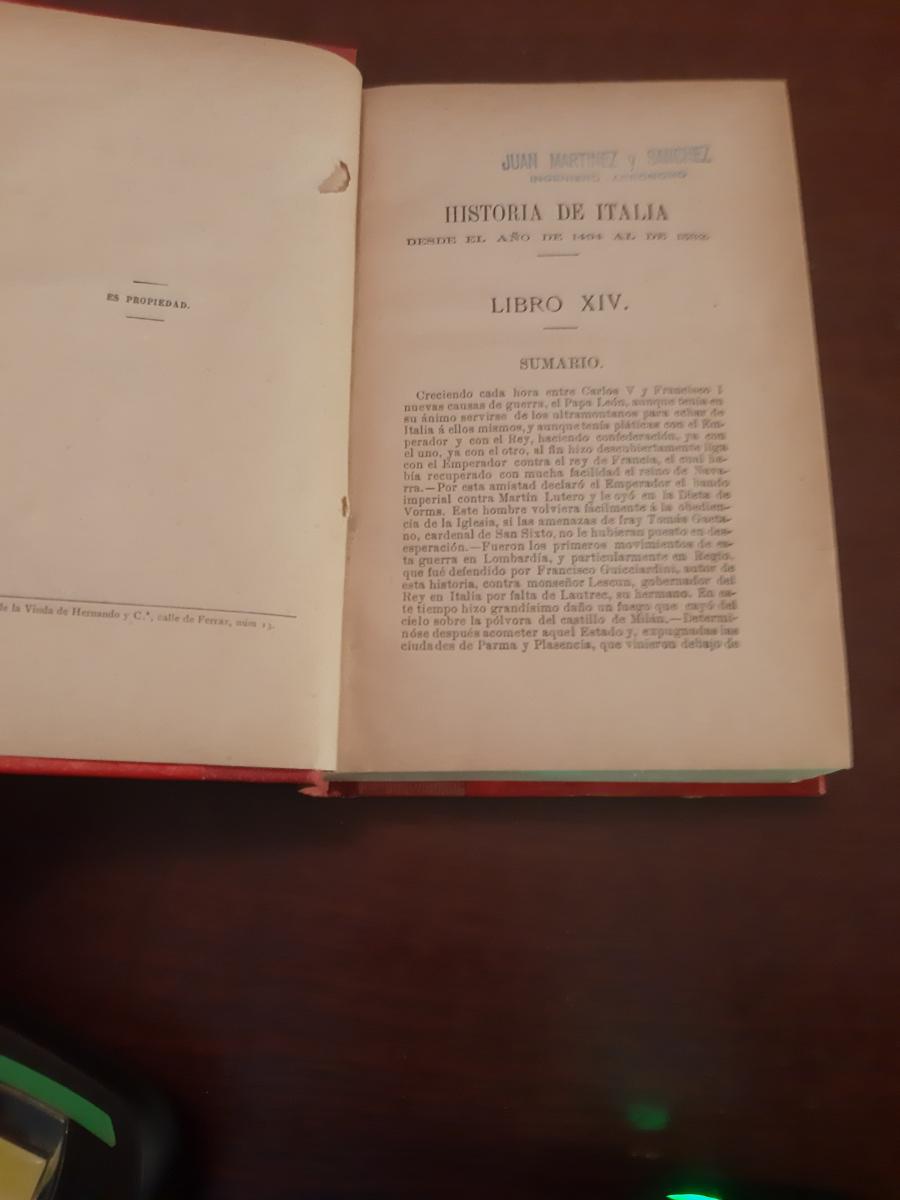 ES PROPIEDAD.
de la Viuda de Hernando y C.ª, calle de Ferraz, núm 13.
JUAN MARTINEZ y SANCHEZ
INGENIERO AGRONOMO
HISTORIA DE ITALIA
DESDE EL AÑO DE 1494 AL DE
LIBRO XIV.
SUMARIO.
Creciendo cada hora entre Carlos V y Francisco I
nuevas causas de guerra, el Papa León, aunque tenía en
su ánimo servirse de los ultramontanos para echar de
Italia á ellos mismos, y aunque tenía pláticas con el Em-
perador y con el Rey, haciendo confederación, ya con
el uno, ya con el otro, al fin hizo descubiertamente liga
con el Emperador contra el rey de Francia, el cual ha-
bía recuperado con mucha facilidad el reino de Nava-
rra.—Por esta amistad declaró el Emperador el bando
imperial contra Martín Lutero y le oyó en la Dieta de
Vorms. Este hombre volviera fácilmente á la obedien-
cia de la Iglesia, si las amenazas de fray Tomás Gaeta-
no, cardenal de San Sixto, no le hubieran puesto en des-
esperación.—Fueron los primeros movimientos de es-
ta guerra en Lombardía, y particularmente en Regio,
que fué defendido por Francisco Guicciardini, autor de
esta historia, contra monseñor Lescun, gobernador del
Rey en Italia por falta de Lautrec, su hermano. En es-
te tiempo hizo grandísimo daño un fuego que cayó del
cielo sobre la pólvora del castillo de Milán.—Determi-
nóse después acometer aquel Estado y, expugnadas las
ciudades de Parma y Plasencia, que vinieron debajo de